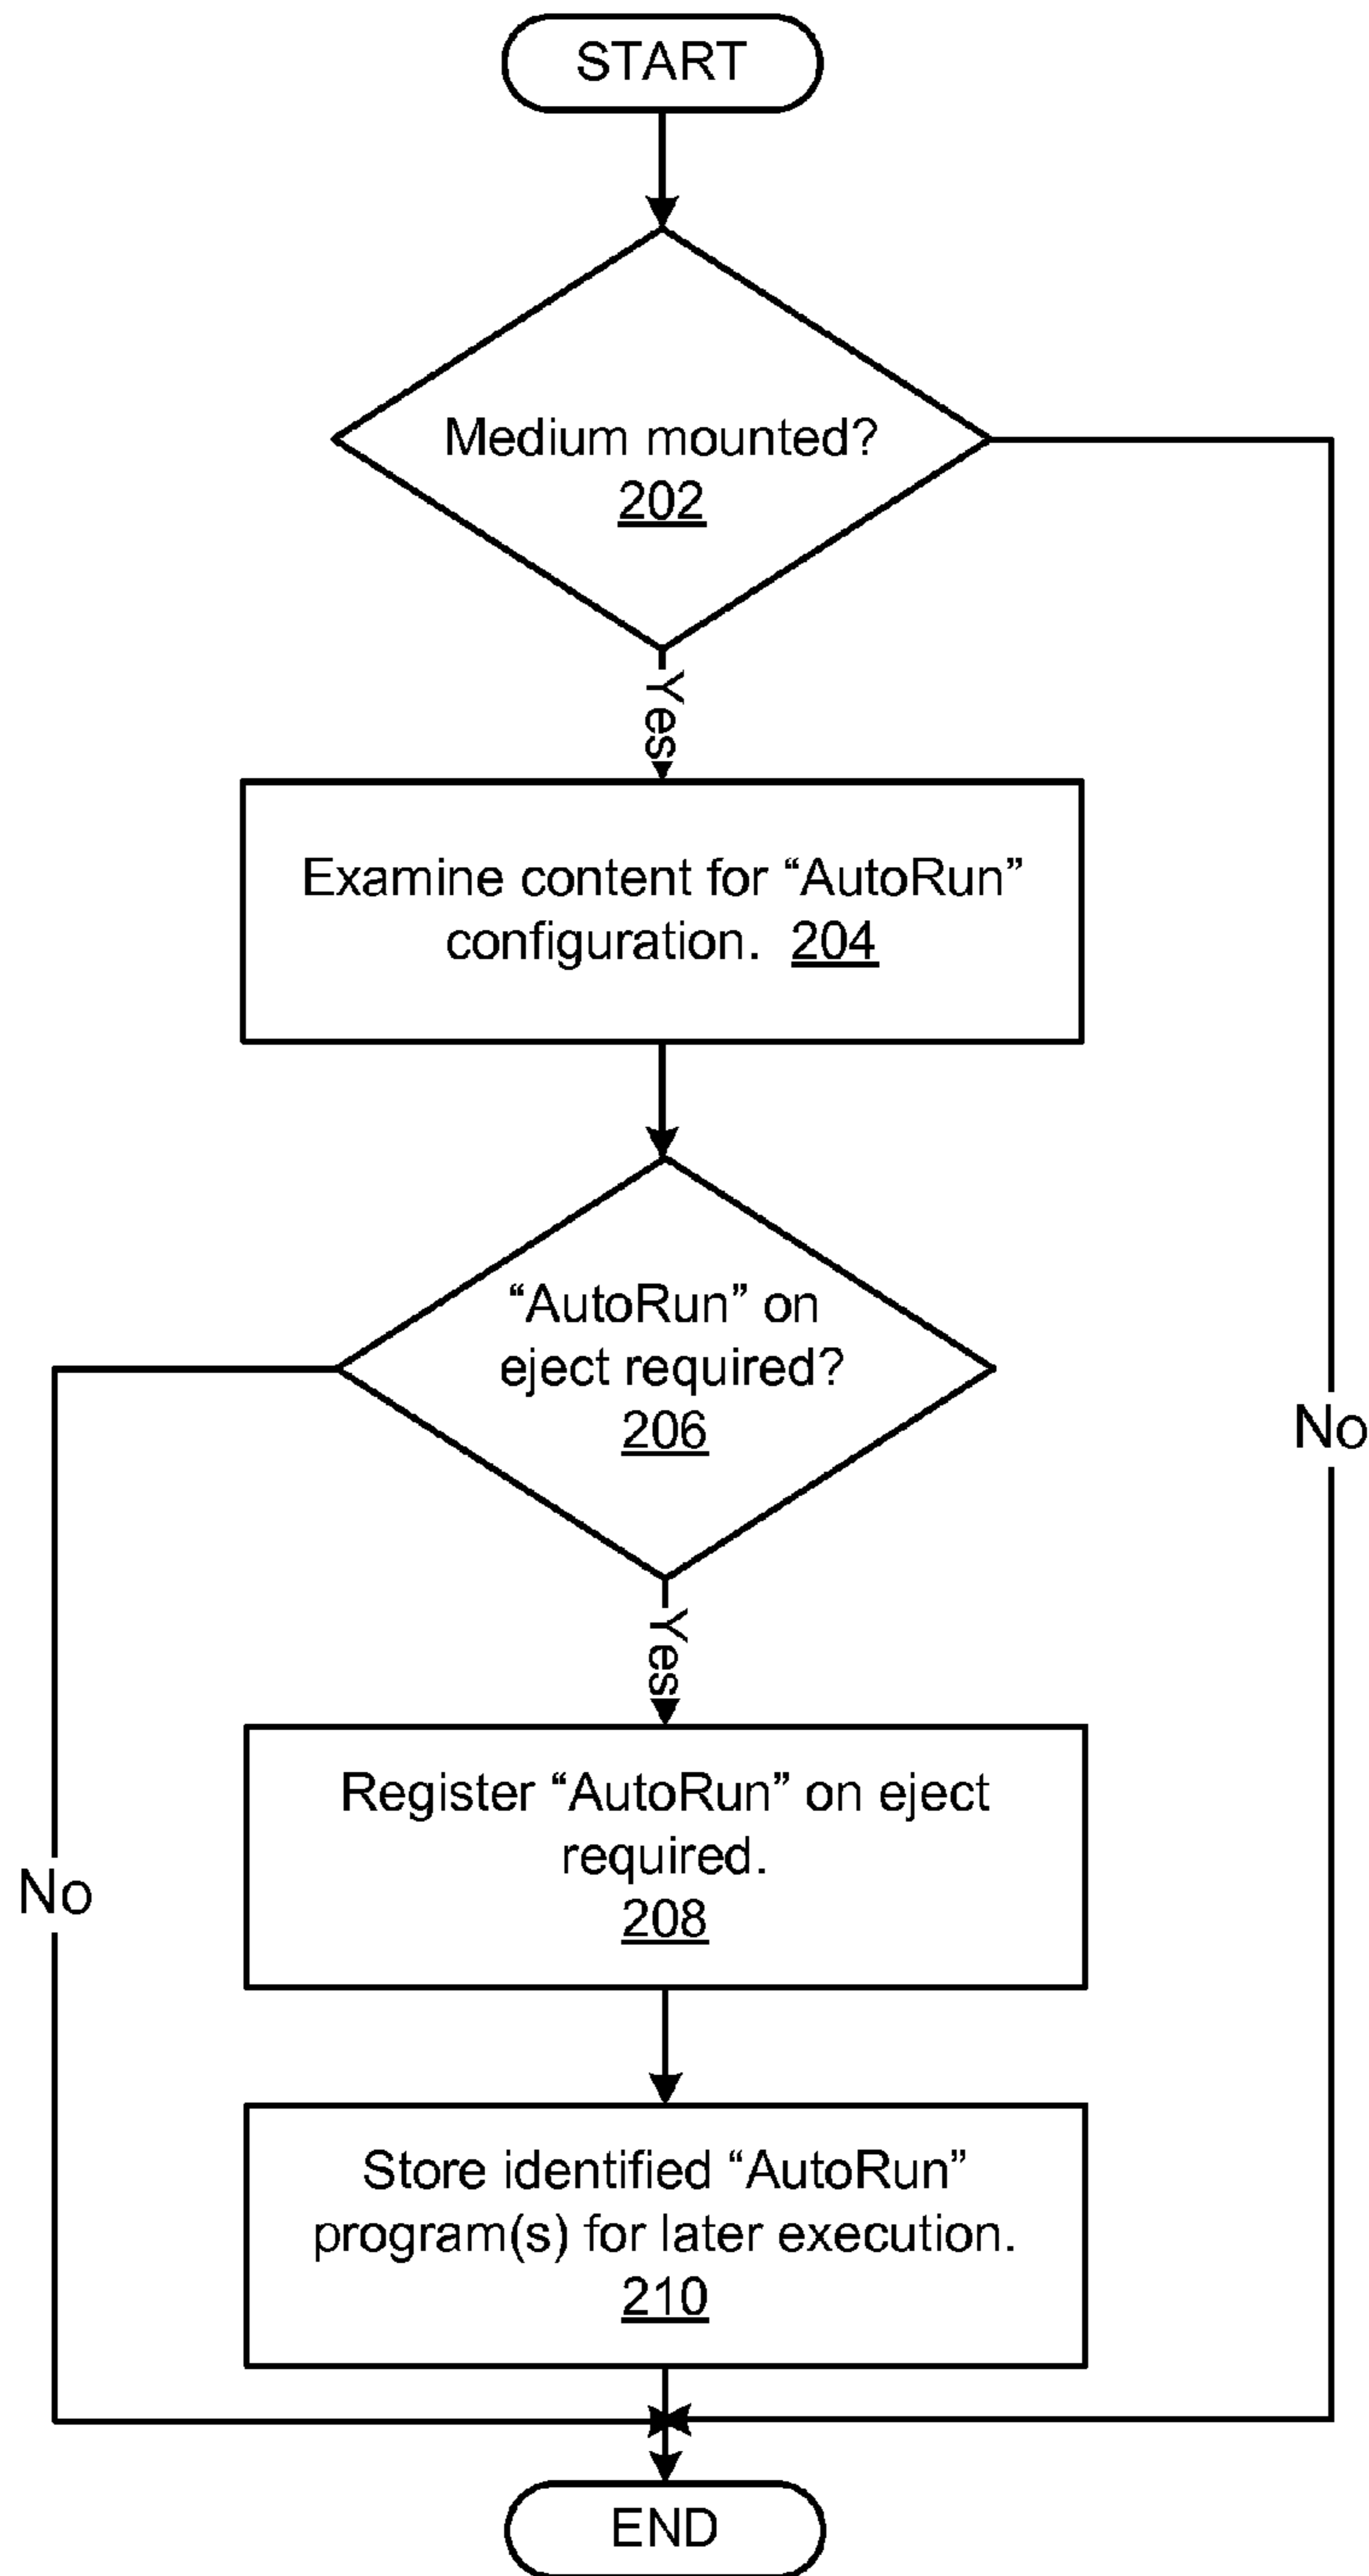 START
Medium mounted?
202
Yes
Examine content for “AutoRun”
configuration. 204
“AutoRun” on
eject required?
206
No
Yes
Register “AutoRun” on eject
required.
208
No
Store identified “AutoRun”
program(s) for later execution.
210
END